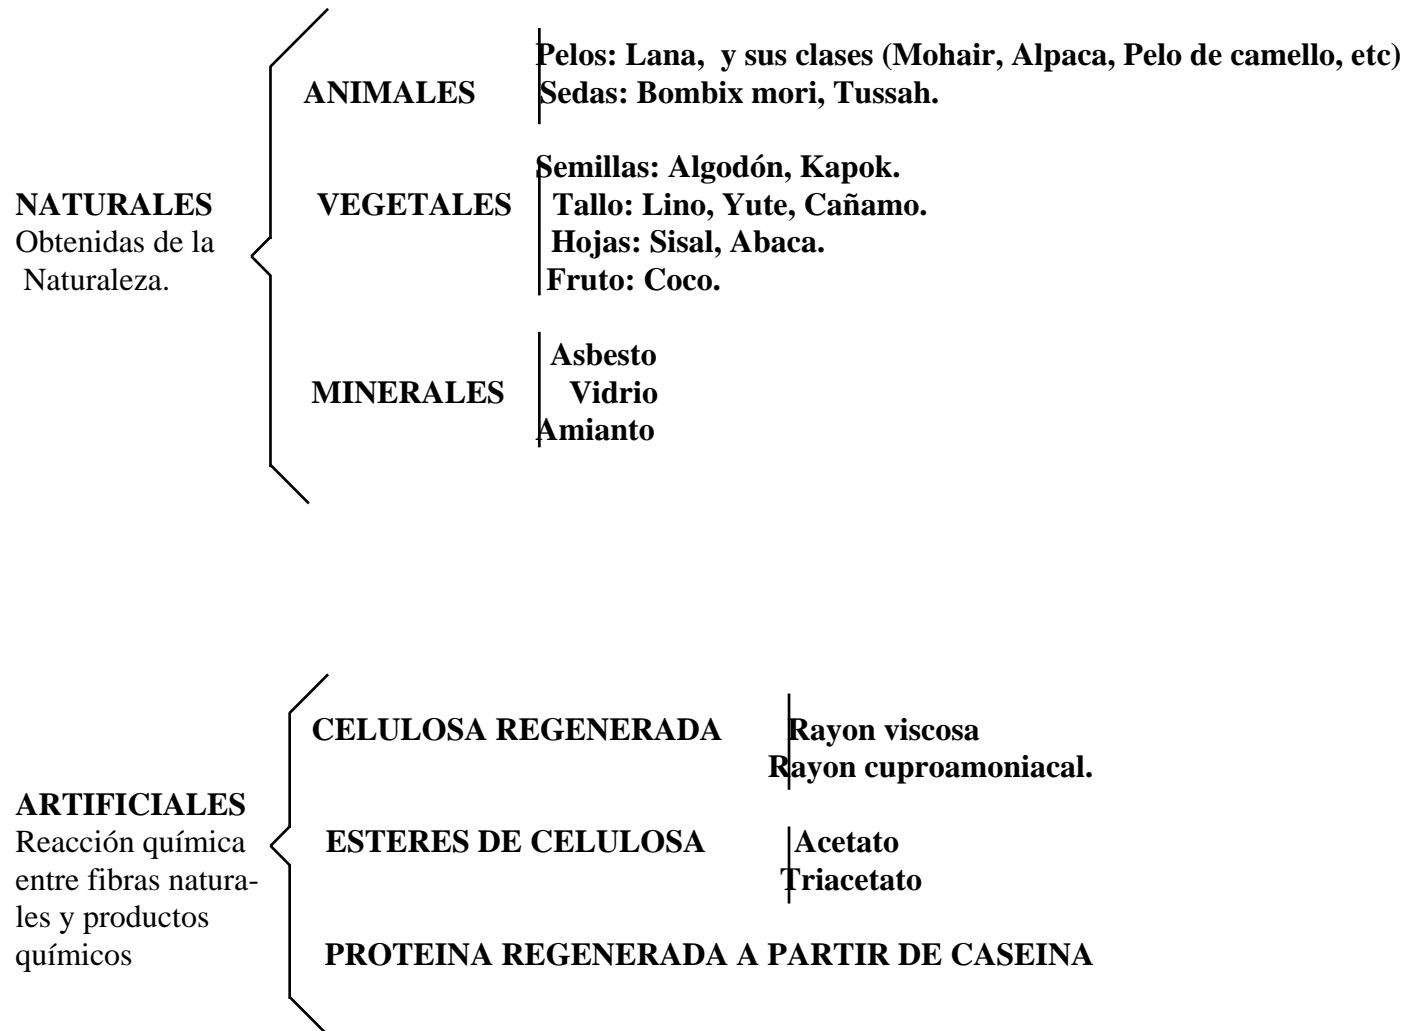 Pelos: Lana, y sus clases (Mohair, Alpaca, Pelo de camello, etc)
ANIMALES Sedas: Bombix mori, Tussah.
Semillas: Algodón, Kapok.
NATURALES VEGETALES Tallo: Lino, Yute, Cañamo.
Obtenidas de la Hojas: Sisal, Abaca.
Naturaleza. Fruto: Coco.
Asbesto
MINERALES Vidrio
Amianto
CELULOSA REGENERADA Rayon viscosa
Rayon cuproamoniacal.
ARTIFICIALES
Reacción química ESTERES DE CELULOSA Acetato
entre fibras natura- Triacetato
les y productos
químicos PROTEINA REGENERADA A PARTIR DE CASEINA